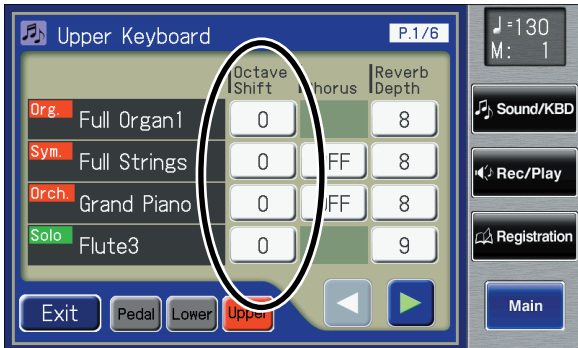 Upper Keyboard P.1/6
♩=130
M: 1
Octave Shift Chorus Reverb Depth
Org. Full Organ1 0 8
Sym. Full Strings 0 OFF 8
Orch. Grand Piano 0 OFF 8
Solo Flute3 0 9
Exit Pedal Lower Upper
Sound/KBD
Rec/Play
Registration
Main